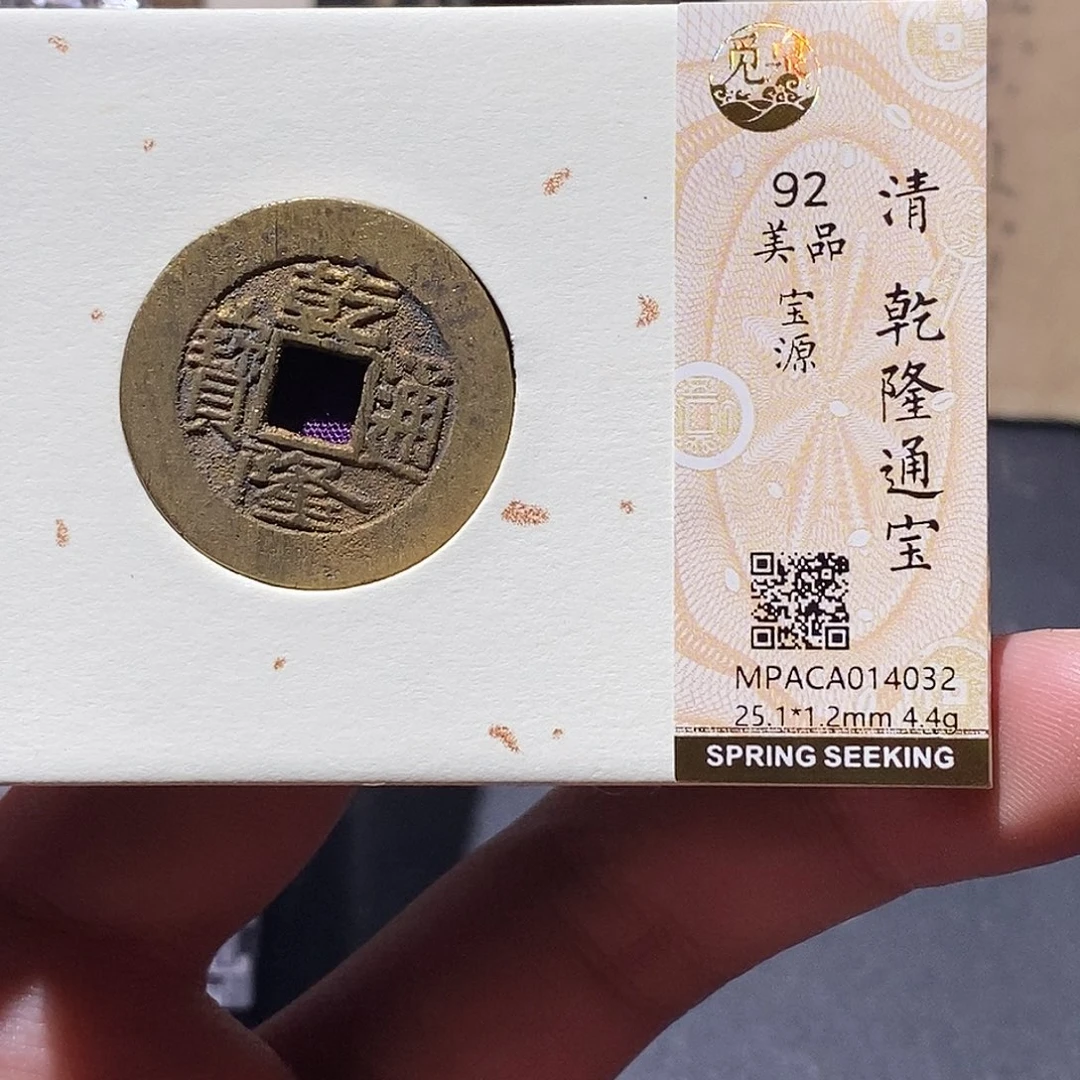 觅泉
清 乾隆通宝
92
美品
宝源
MPACA014032
25.1*1.2mm 4.4g
SPRING SEEKING
乾隆通寶